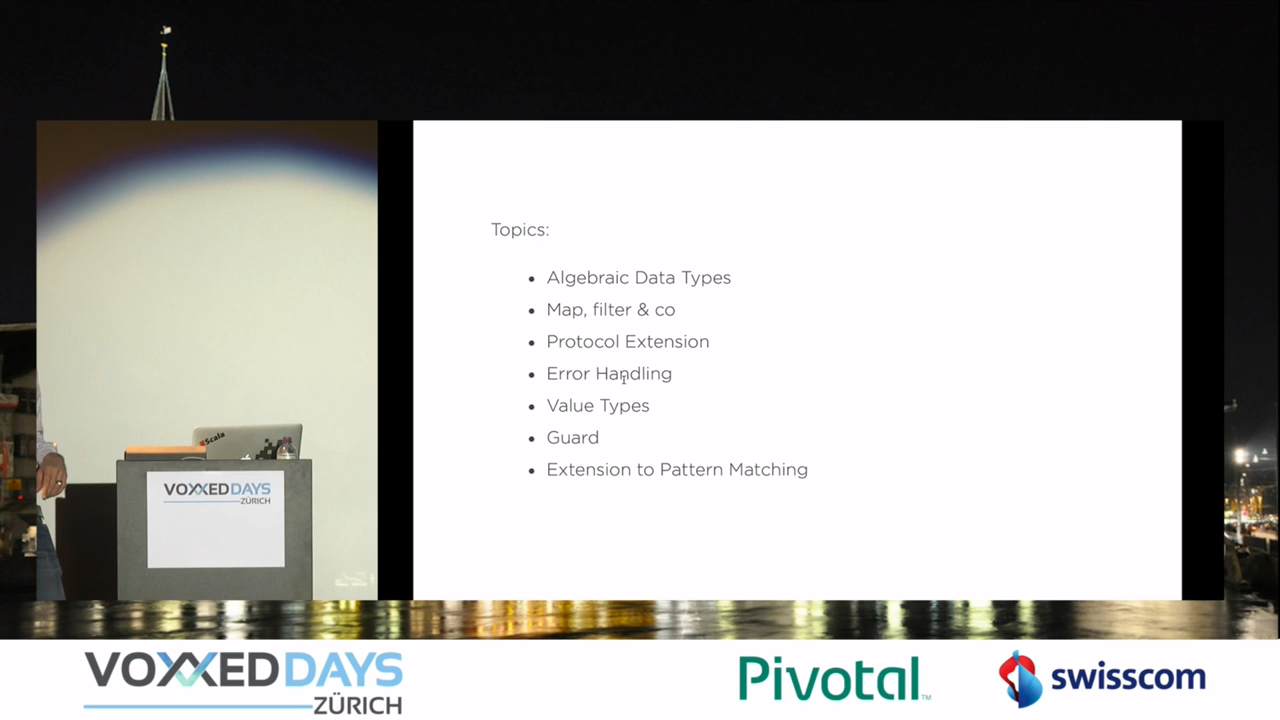 Topics:
Algebraic Data Types
Map, filter & co
Protocol Extension
Error Handling
Value Types
Guard
Extension to Pattern Matching
Scala
VOXXED DAYS
ZÜRICH
VOXXED DAYS
ZÜRICH
Pivotal™
swisscom